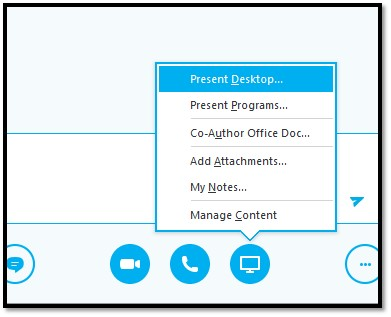 Present Desktop...
Present Programs...
Co-Author Office Doc...
Add Attachments...
My Notes...
Manage Content